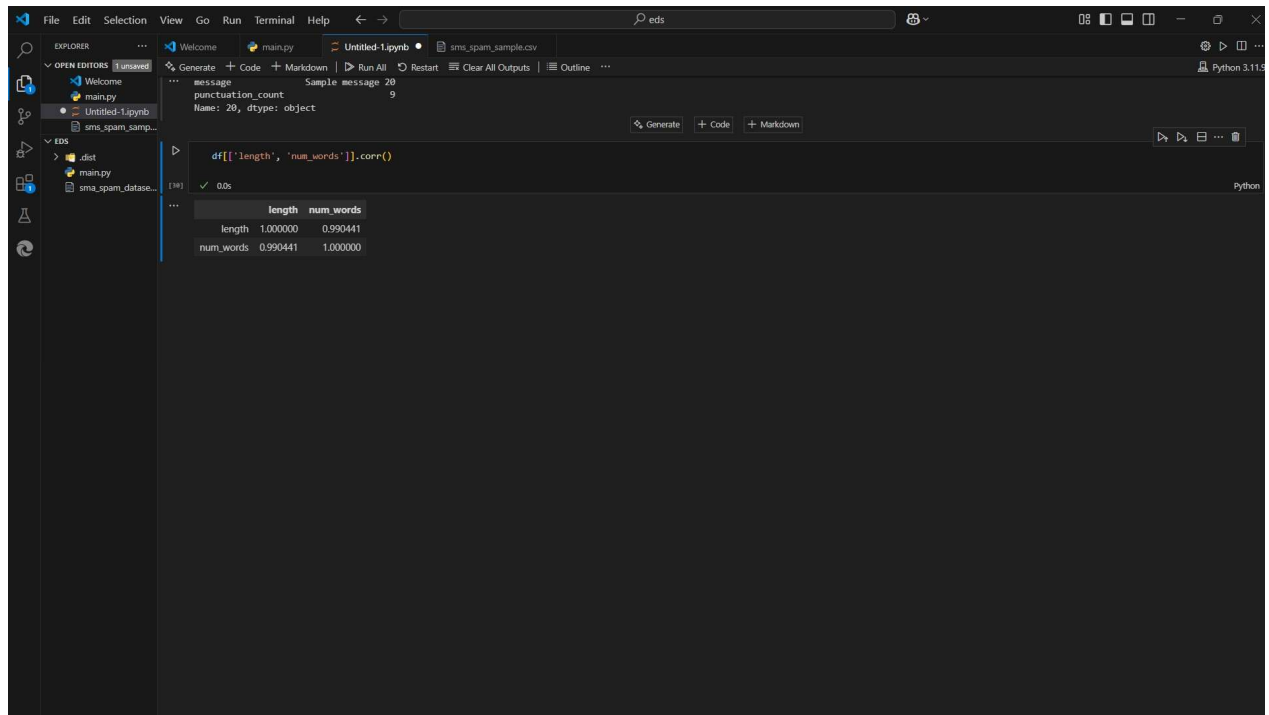 File Edit Selection View Go Run Terminal Help
eds
EXPLORER
Welcome main.py Untitled-1.ipynb sms_spam_sample.csv
OPEN EDITORS 1 unsaved
Welcome
main.py
Untitled-1.ipynb
sms_spam_samp...
EDS
.dist
main.py
sma_spam_datase...
Generate + Code + Markdown Run All Restart Clear All Outputs Outline ...
Python 3.11.9
... message Sample message 20
punctuation_count 9
Name: 20, dtype: object
Generate + Code + Markdown
df[['length', 'num_words']].corr()
[30] ✓ 0.0s Python
... length num_words
length 1.000000 0.990441
num_words 0.990441 1.000000